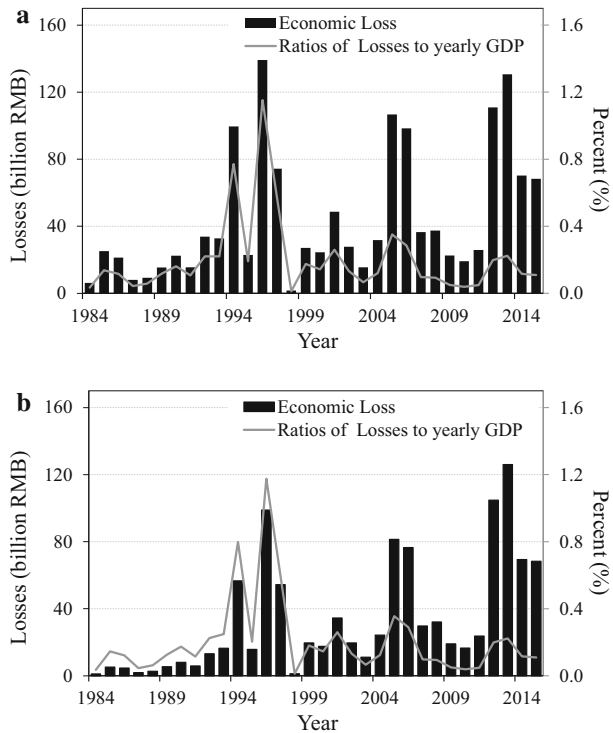 a
Economic Loss
Ratios of Losses to yearly GDP
160
120
80
40
0
Losses (billion RMB)
1.6
1.2
0.8
0.4
0.0
Percent (%)
1984 1989 1994 1999 2004 2009 2014
Year
b
Economic Loss
Ratios of Losses to yearly GDP
160
120
80
40
0
Losses (billion RMB)
1.6
1.2
0.8
0.4
0.0
Percent (%)
1984 1989 1994 1999 2004 2009 2014
Year